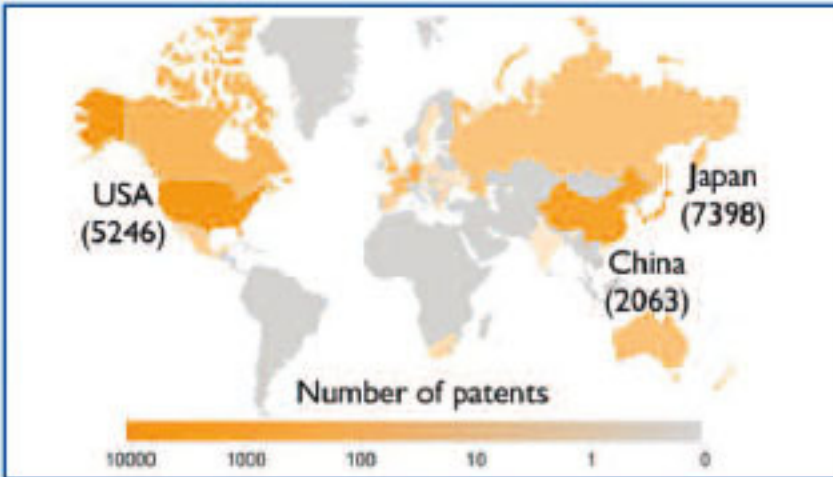 USA
(5246)
Japan
(7398)
China
(2063)
Number of patents
10000 1000 100 10 1 0